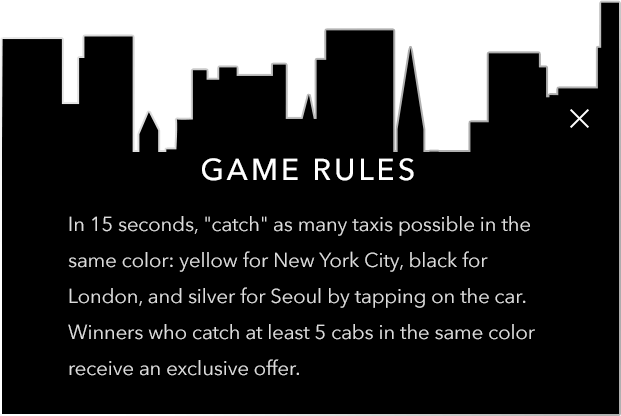 GAME RULES
In 15 seconds, "catch" as many taxis possible in the
same color: yellow for New York City, black for
London, and silver for Seoul by tapping on the car.
Winners who catch at least 5 cabs in the same color
receive an exclusive offer.